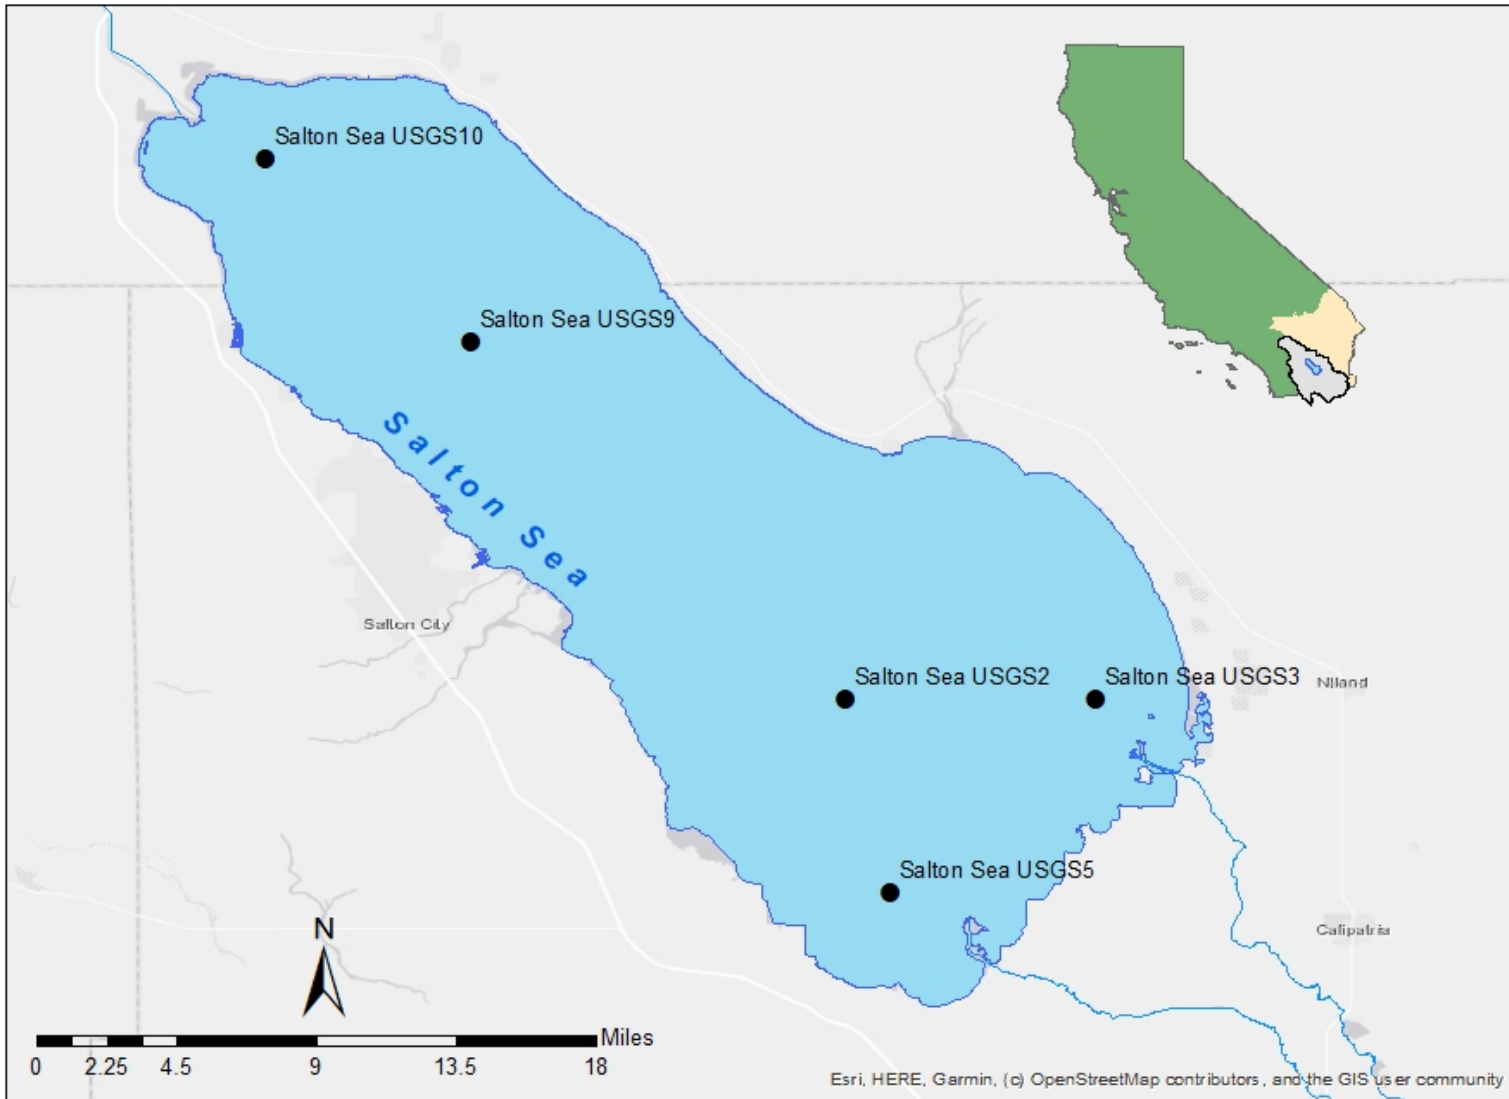 Salton Sea USGS10
Salton Sea USGS9
Salton Sea
Salton City
Salton Sea USGS2
Salton Sea USGS3
Niland
Salton Sea USGS5
Calipatria
N
Miles
0 2.25 4.5 9 13.5 18
Esri, HERE, Garmin, (c) OpenStreetMap contributors, and the GIS user community